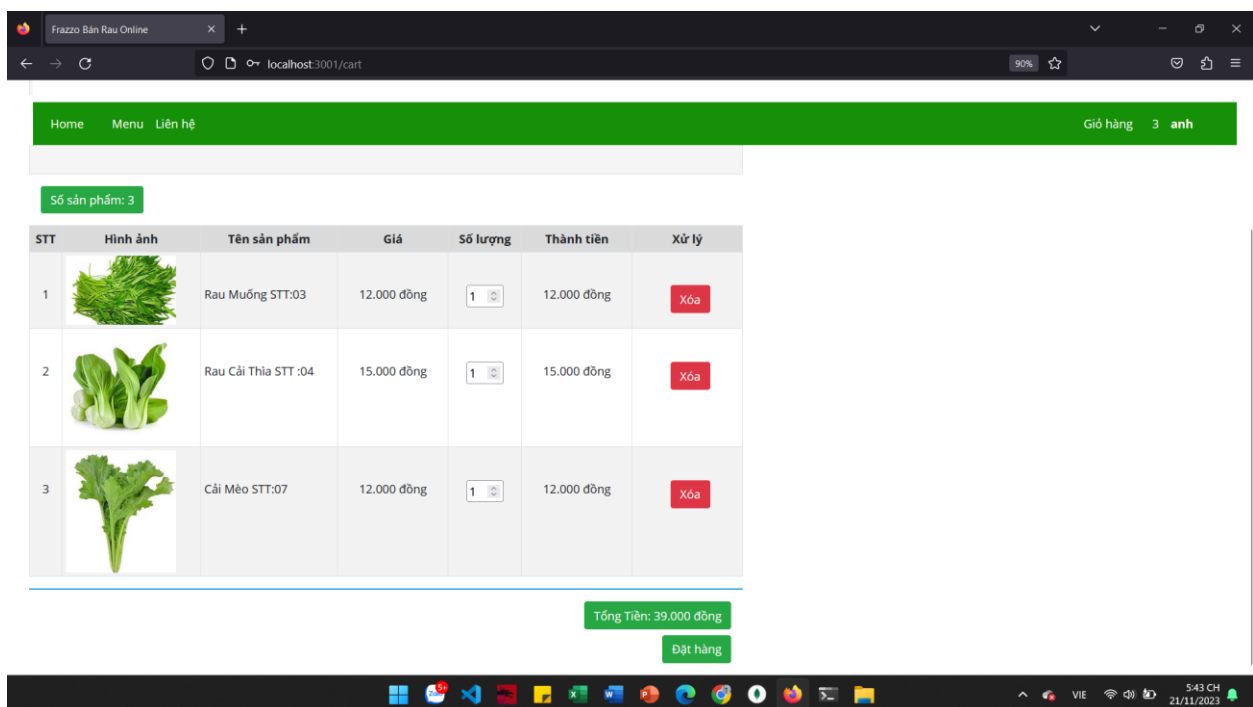 Frazzo Bán Rau Online
localhost:3001/cart
90%
Home Menu Liên hệ
Giỏ hàng 3 anh
Số sản phẩm: 3
STT Hình ảnh Tên sản phẩm Giá Số lượng Thành tiền Xử lý
1 Rau Muống STT:03 12.000 đồng 1 12.000 đồng Xóa
2 Rau Cải Thìa STT :04 15.000 đồng 1 15.000 đồng Xóa
3 Cải Mèo STT:07 12.000 đồng 1 12.000 đồng Xóa
Tổng Tiền: 39.000 đồng
Đặt hàng
Zalo 5+
VIE
5:43 CH
21/11/2023